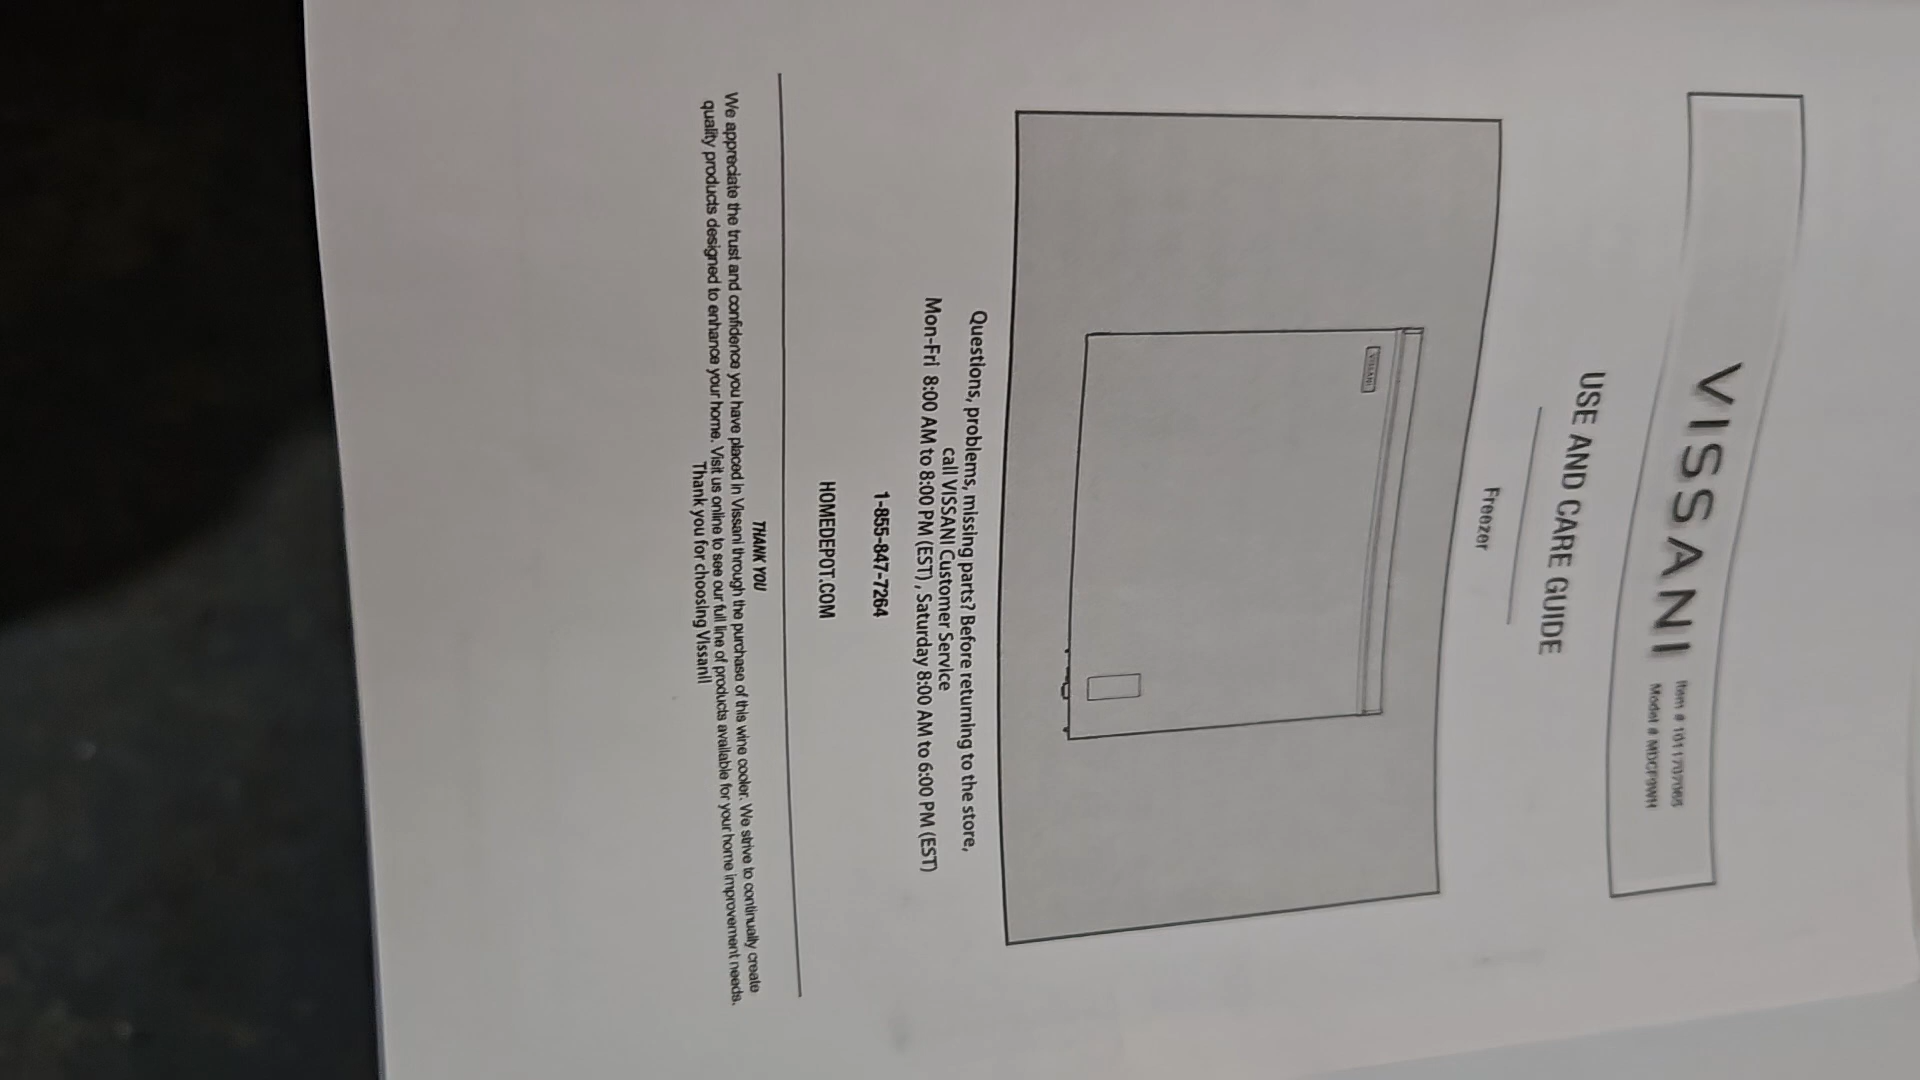 VISSANI
Item #
Model # MDCF9WH
USE AND CARE GUIDE
Freezer
VISSANI
Questions, problems, missing parts? Before returning to the store,
call VISSANI Customer Service
Mon-Fri 8:00 AM to 8:00 PM (EST), Saturday 8:00 AM to 6:00 PM (EST)
1-855-847-7264
HOMEDEPOT.COM
THANK YOU
We appreciate the trust and confidence you have placed in Vissani through the purchase of this wine cooler. We strive to continually create
quality products designed to enhance your home. Visit us online to see our full line of products available for your home improvement needs.
Thank you for choosing Vissani!